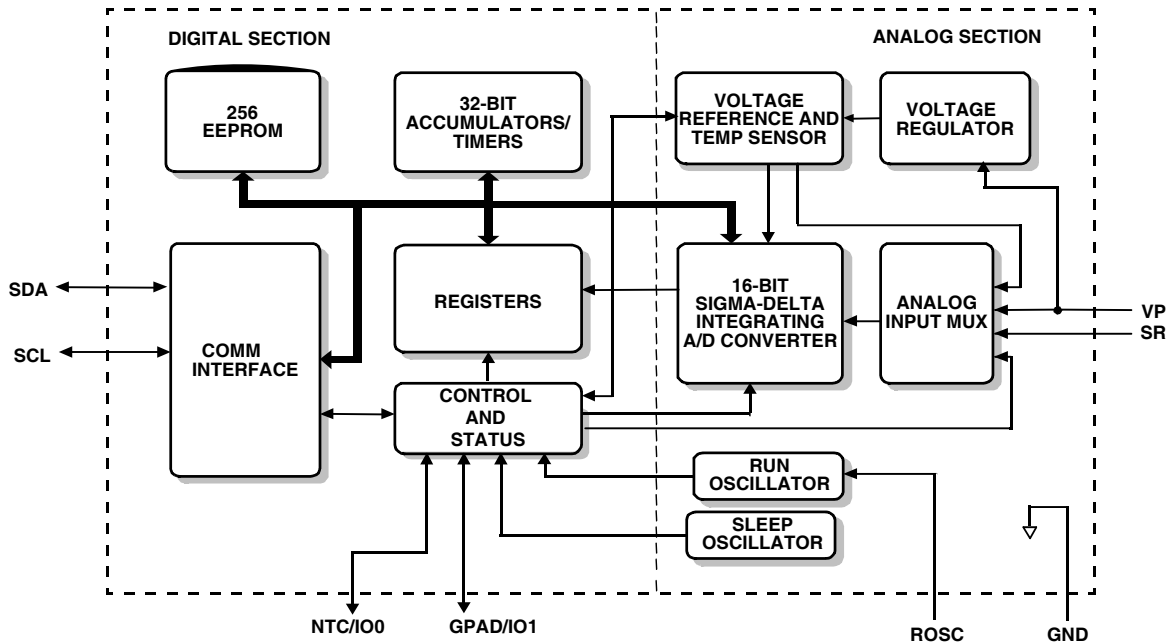 DIGITAL SECTION
ANALOG SECTION
256
EEPROM
32-BIT
ACCUMULATORS/
TIMERS
VOLTAGE
REFERENCE AND
TEMP SENSOR
VOLTAGE
REGULATOR
SDA
SCL
COMM
INTERFACE
REGISTERS
16-BIT
SIGMA-DELTA
INTEGRATING
A/D CONVERTER
ANALOG
INPUT MUX
VP
SR
CONTROL
AND
STATUS
RUN
OSCILLATOR
SLEEP
OSCILLATOR
NTC/IO0
GPAD/IO1
ROSC
GND